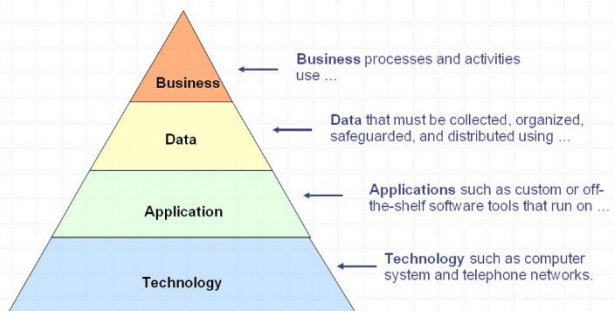 Business
Business processes and activities
use ...
Data
Data that must be collected, organized,
safeguarded, and distributed using ...
Application
Applications such as custom or off-
the-shelf software tools that run on ...
Technology
Technology such as computer
system and telephone networks.